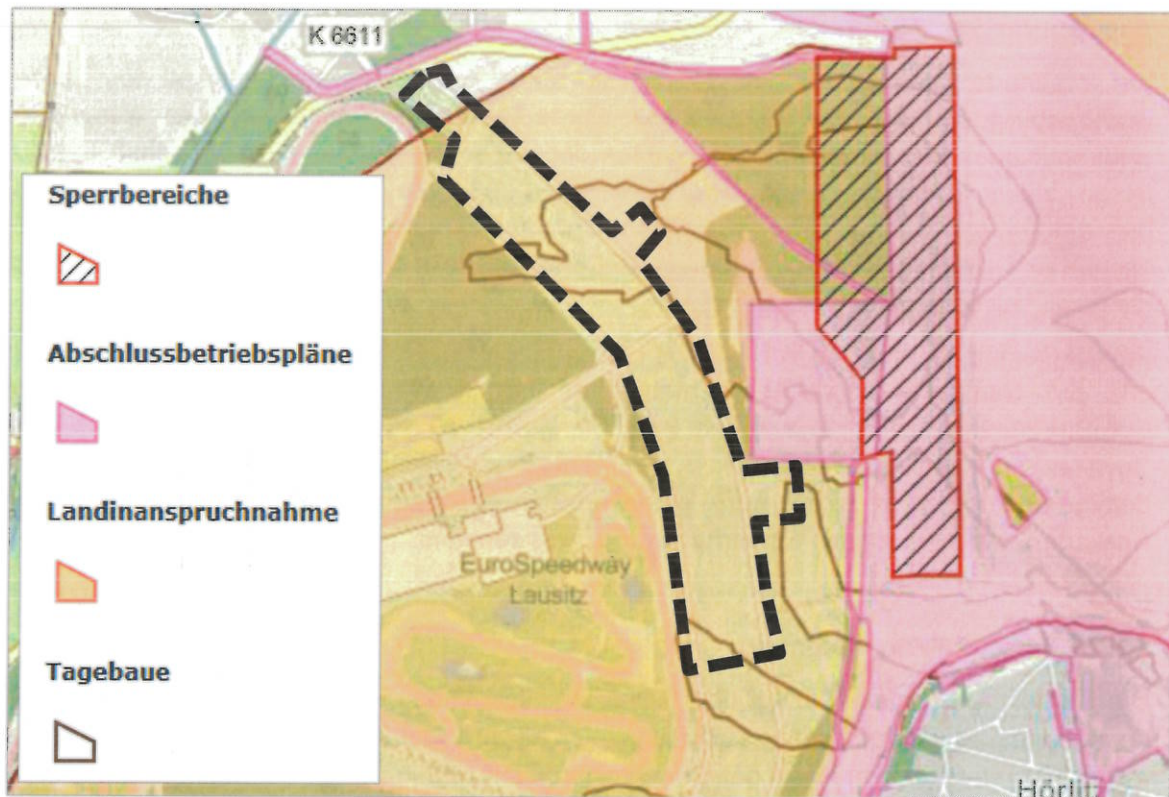 K 6611
Sperrbereiche
Abschlussbetriebspläne
Landinanspruchnahme
Tagebaue
EuroSpeedway
Lausitz
Hörlitz